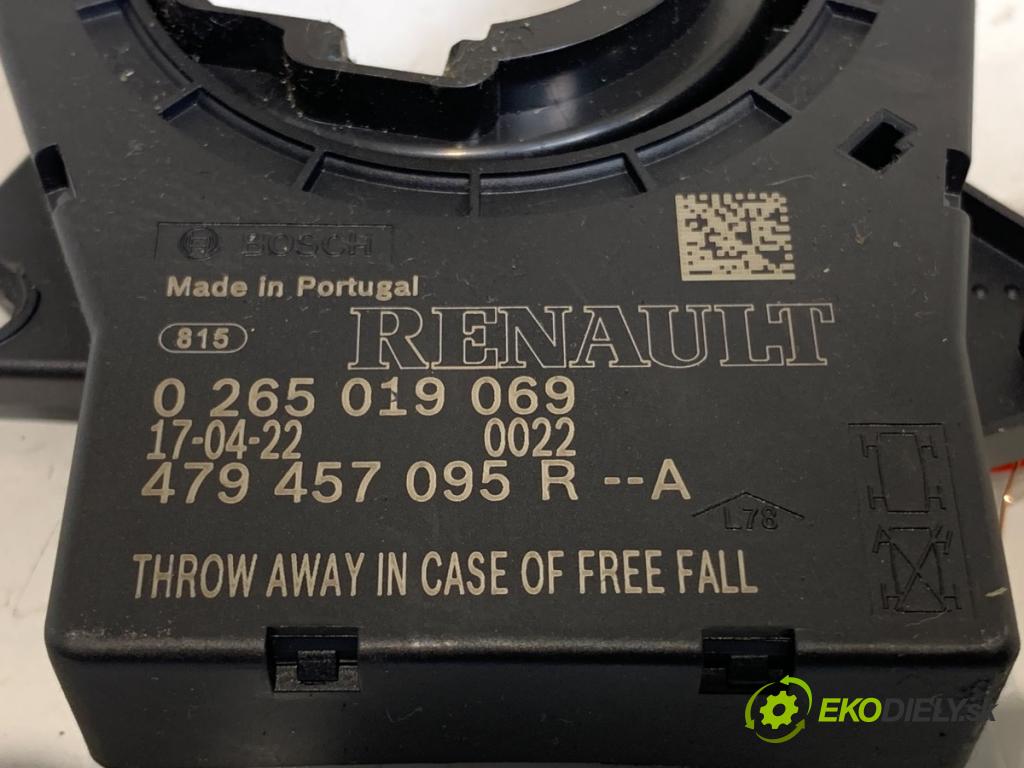 BOSCH
Made in Portugal
815 RENAULT
0 265 019 069
17-04-22 0022
479 457 095 R --A
L78
THROW AWAY IN CASE OF FREE FALL
EKODIELY.sk